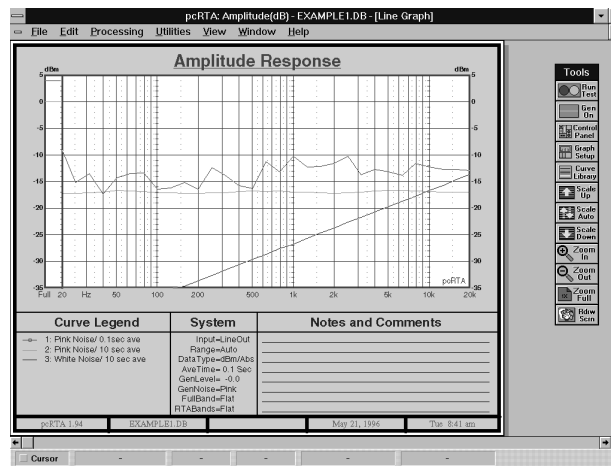 pcRTA: Amplitude(dB) - EXAMPLE1.DB - [Line Graph]
File Edit Processing Utilities View Window Help
Amplitude Response
dBm dBm
5 5
0 0
-5 -5
-10 -10
-15 -15
-20 -20
-25 -25
-30 -30
-35 -35
pcRTA
Full 20 Hz 50 100 200 500 1k 2k 5k 10k 20k
Curve Legend
1: Pink Noise/ 0.1sec ave
2: Pink Noise/ 10 sec ave
3: White Noise/ 10 sec ave
System
Input=LineOut
Range=Auto
DataType=dBm/Abs
AveTime= 0.1 Sec
GenLevel= -0.0
GenNoise=Pink
FullBand=Flat
RTABands=Flat
Notes and Comments
pcRTA 1.94 EXAMPLE1.DB May 21, 1996 Tue 8:41 am
Tools
Run Test
Gen On
Control Panel
Graph Setup
Curve Library
Scale Up
Scale Auto
Scale Down
Zoom In
Zoom Out
Zoom Full
Rdrw Scrn
Cursor - - - - -